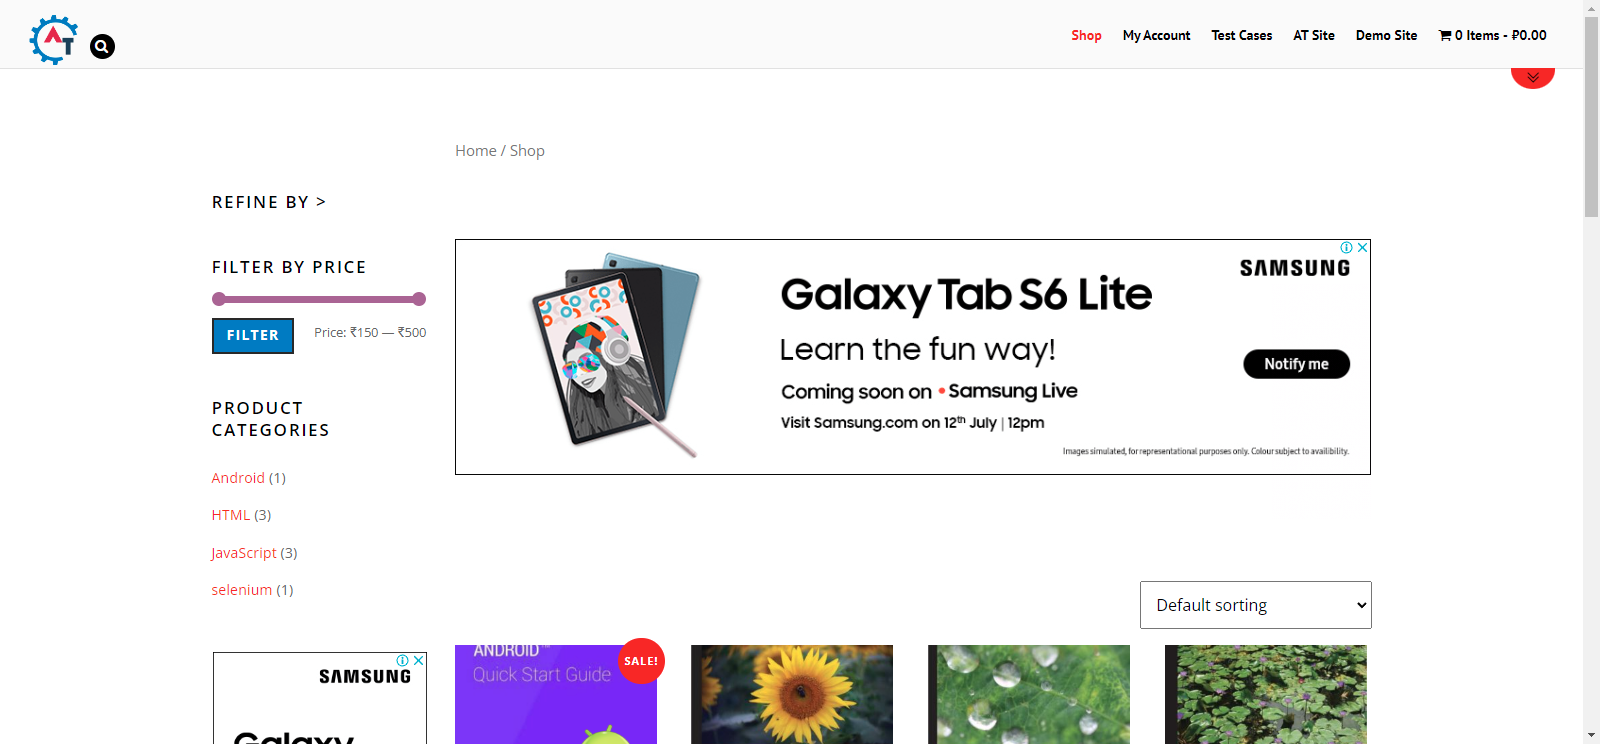 AT
Shop My Account Test Cases AT Site Demo Site 0 Items - ₽0.00
Home / Shop
REFINE BY >
FILTER BY PRICE
FILTER Price: ₹150 — ₹500
PRODUCT
CATEGORIES
Android (1)
HTML (3)
JavaScript (3)
selenium (1)
SAMSUNG
Galaxy Tab S6 Lite
Learn the fun way!
Notify me
Coming soon on • Samsung Live
Visit Samsung.com on 12th July | 12pm
Images simulated, for representational purposes only. Colour subject to availibility.
Default sorting
SAMSUNG
Galaxy
ANDROID™
Quick Start Guide
SALE!